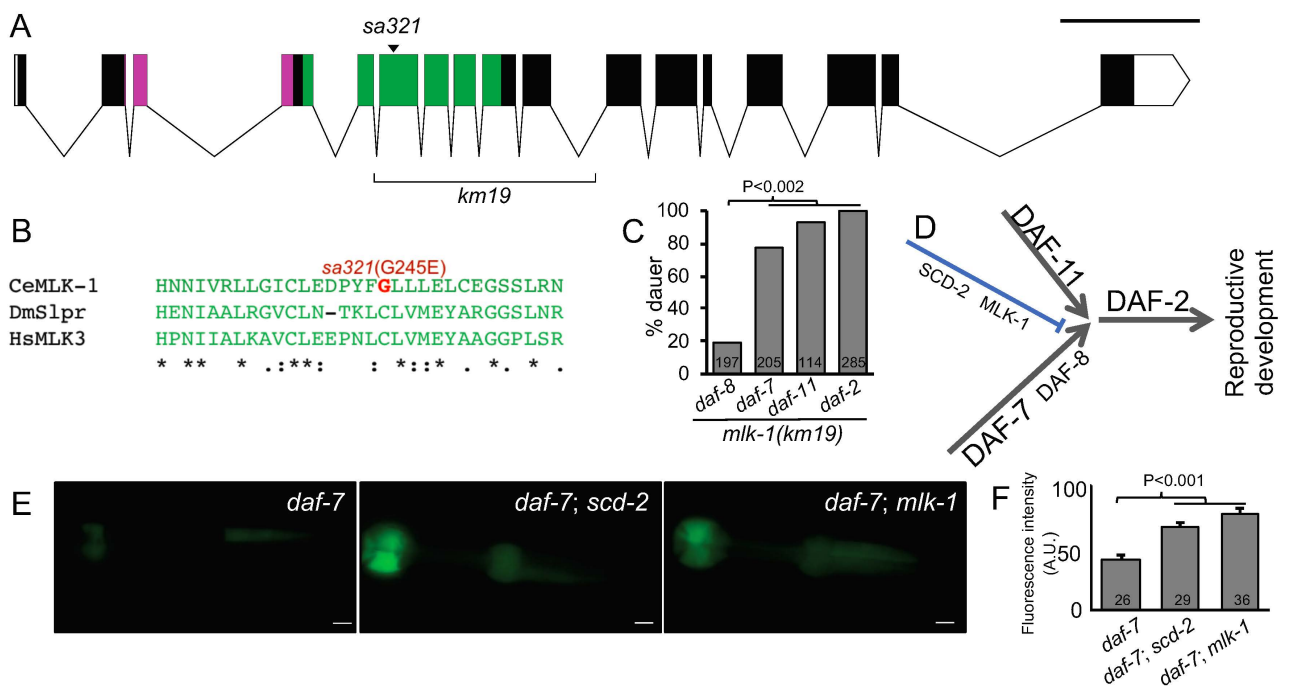 A
sa321
km19
B
sa321(G245E)
CeMLK-1 HNNIVRLLGICLEDPYFGLLLELCEGSSLRN
DmSlpr HENIAALRGVCLN-TKLCLVMEYARGGSLNR
HsMLK3 HPNIIALKAVCLEEPNLCLVMEYAAGGPLSR
* ** * .:**: : *::* . *. * .
C
P<0.002
% dauer
100
80
60
40
20
0
197 205 114 285
daf-8 daf-7 daf-11 daf-2
mlk-1(km19)
D
DAF-11
SCD-2 MLK-1
DAF-2
DAF-7 DAF-8
Reproductive
development
E
daf-7
daf-7; scd-2
daf-7; mlk-1
F
P<0.001
Fluorescence intensity
(A.U.)
100
50
0
26 29 36
daf-7
daf-7; scd-2
daf-7; mlk-1